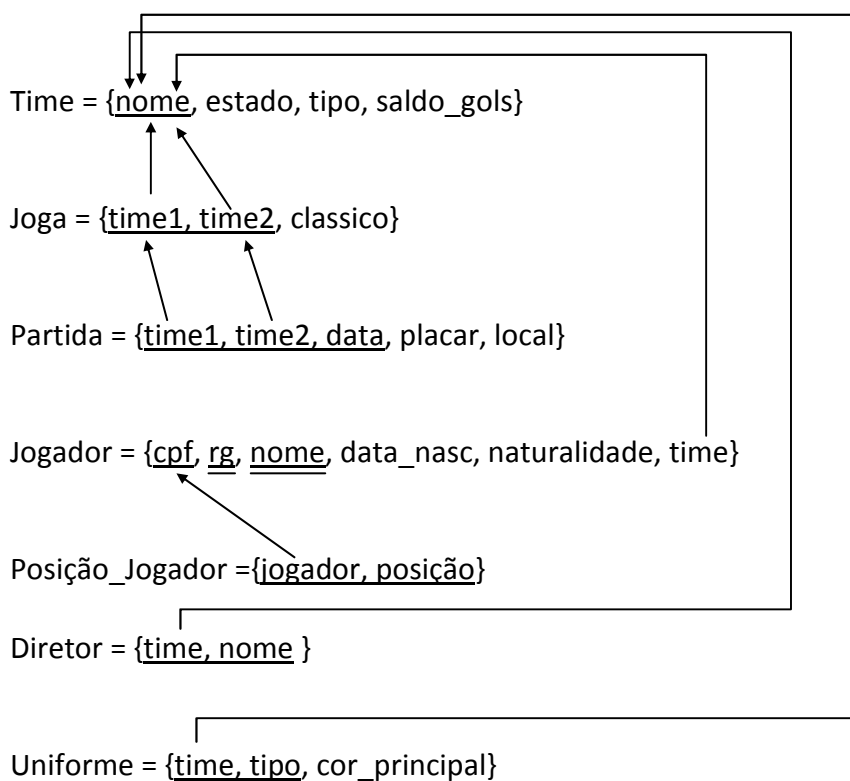 Time = {nome, estado, tipo, saldo_gols}
Joga = {time1, time2, classico}
Partida = {time1, time2, data, placar, local}
Jogador = {cpf, rg, nome, data_nasc, naturalidade, time}
Posição_Jogador ={jogador, posição}
Diretor = {time, nome }
Uniforme = {time, tipo, cor_principal}